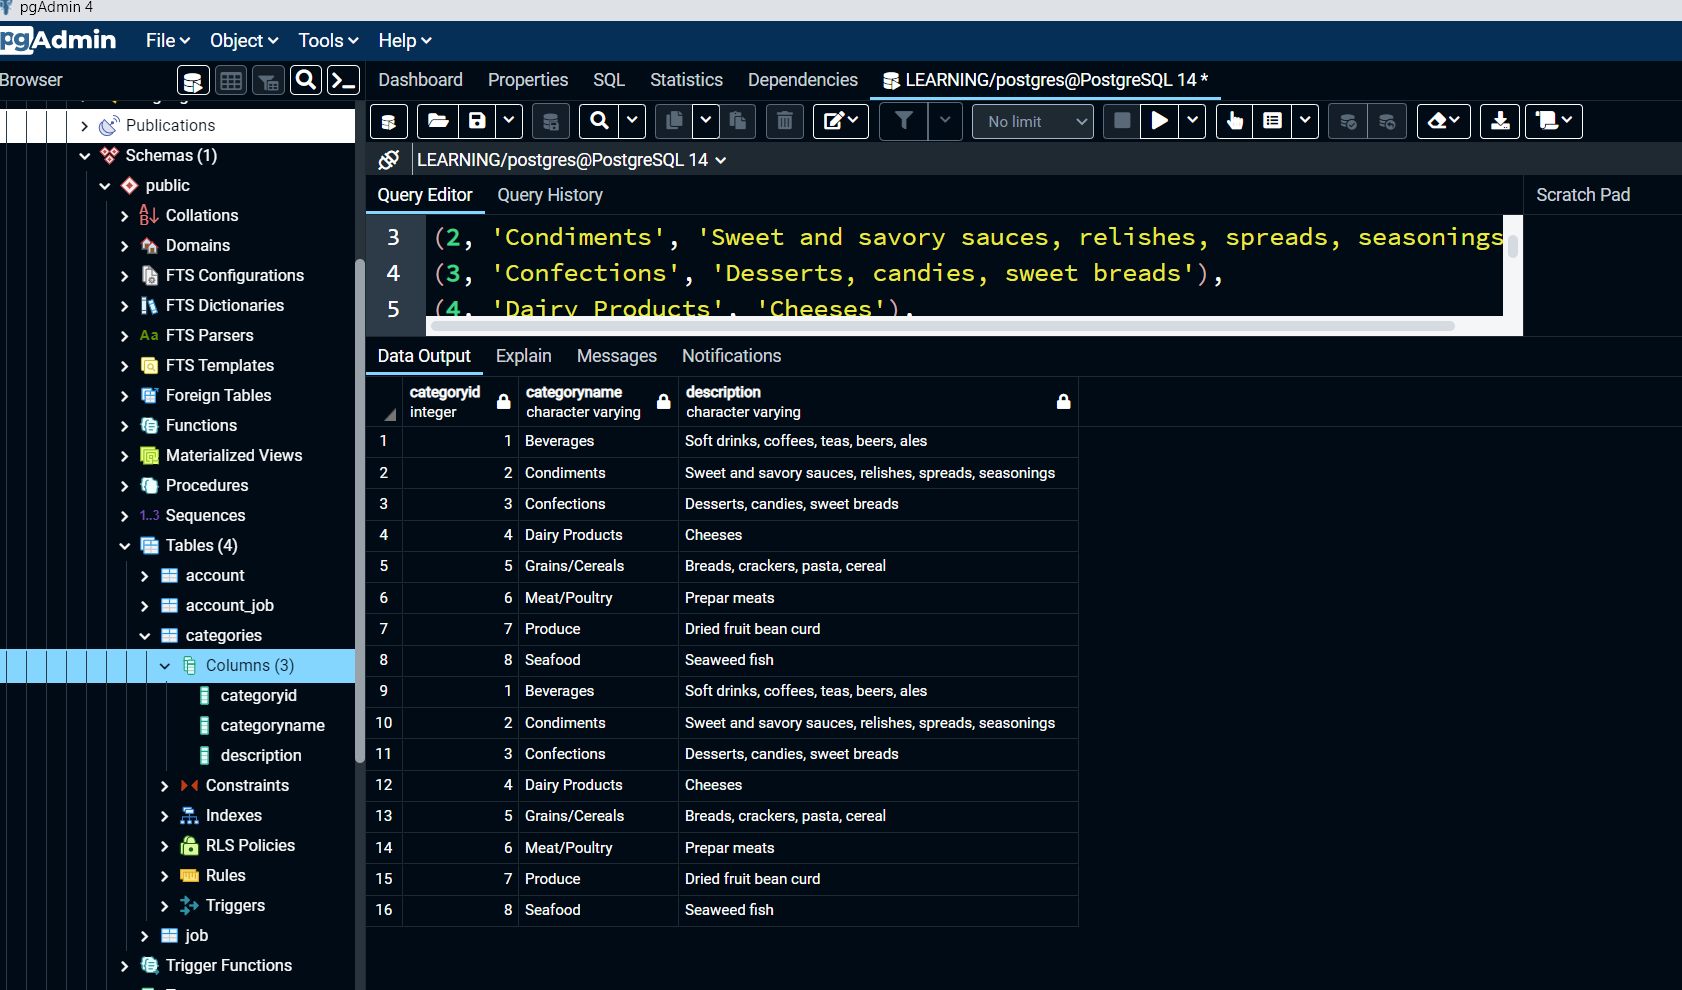 pgAdmin 4
pgAdmin File Object Tools Help
Browser
Dashboard Properties SQL Statistics Dependencies LEARNING/postgres@PostgreSQL 14 *
Publications
Schemas (1)
public
Collations
Domains
FTS Configurations
FTS Dictionaries
Aa FTS Parsers
FTS Templates
Foreign Tables
Functions
Materialized Views
Procedures
1..3 Sequences
Tables (4)
account
account_job
categories
Columns (3)
categoryid
categoryname
description
Constraints
Indexes
RLS Policies
Rules
Triggers
job
Trigger Functions
No limit
LEARNING/postgres@PostgreSQL 14
Query Editor Query History
Scratch Pad
3 (2, 'Condiments', 'Sweet and savory sauces, relishes, spreads, seasonings
4 (3, 'Confections', 'Desserts, candies, sweet breads'),
5 (4, 'Dairy Products', 'Cheeses'),
Data Output Explain Messages Notifications
categoryid categoryname description
integer character varying character varying
1 1 Beverages Soft drinks, coffees, teas, beers, ales
2 2 Condiments Sweet and savory sauces, relishes, spreads, seasonings
3 3 Confections Desserts, candies, sweet breads
4 4 Dairy Products Cheeses
5 5 Grains/Cereals Breads, crackers, pasta, cereal
6 6 Meat/Poultry Prepar meats
7 7 Produce Dried fruit bean curd
8 8 Seafood Seaweed fish
9 1 Beverages Soft drinks, coffees, teas, beers, ales
10 2 Condiments Sweet and savory sauces, relishes, spreads, seasonings
11 3 Confections Desserts, candies, sweet breads
12 4 Dairy Products Cheeses
13 5 Grains/Cereals Breads, crackers, pasta, cereal
14 6 Meat/Poultry Prepar meats
15 7 Produce Dried fruit bean curd
16 8 Seafood Seaweed fish